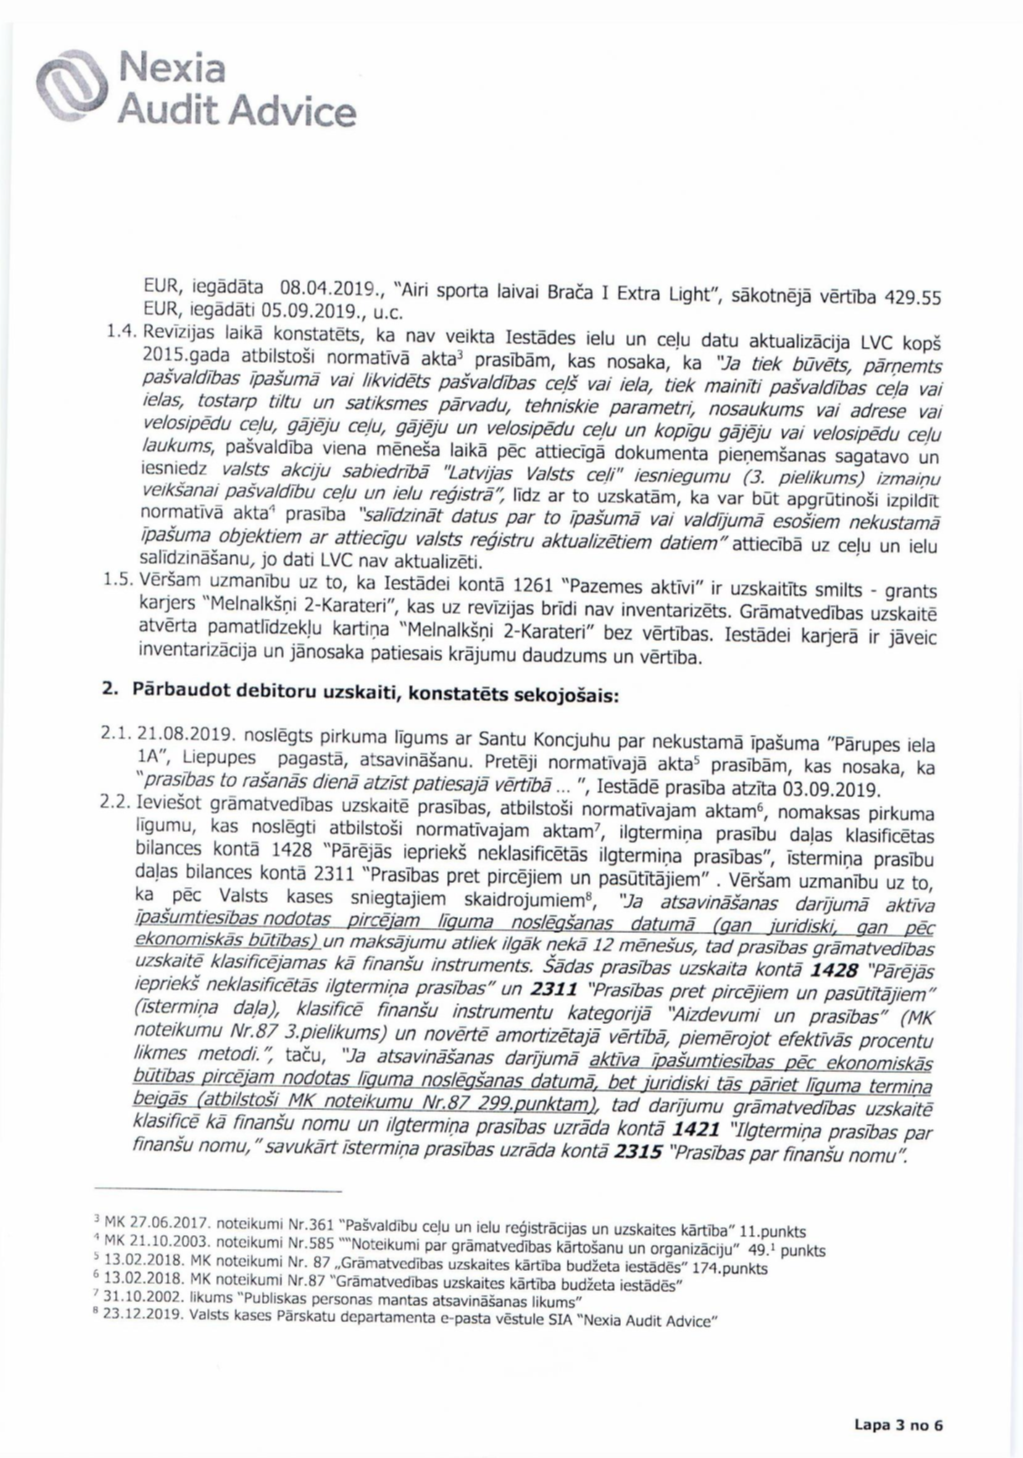 Nexia
Audit Advice
EUR, iegādāta 08.04.2019., "Airi sporta laivai Brača I Extra Light", sākotnējā vērtība 429.55
EUR, iegādāti 05.09.2019., u.c.
1.4. Revīzijas laikā konstatēts, ka nav veikta Iestādes ielu un ceļu datu aktualizācija LVC kopš
2015.gada atbilstoši normatīvā akta³ prasībām, kas nosaka, ka "Ja tiek būvēts, pārņemts
pašvaldības īpašumā vai likvidēts pašvaldības ceļš vai iela, tiek mainīti pašvaldības ceļa vai
ielas, tostarp tiltu un satiksmes pārvadu, tehniskie parametri, nosaukums vai adrese vai
velosipēdu ceļu, gājēju ceļu, gājēju un velosipēdu ceļu un kopīgu gājēju vai velosipēdu ceļu
laukums, pašvaldība viena mēneša laikā pēc attiecīgā dokumenta pieņemšanas sagatavo un
iesniedz valsts akciju sabiedrībā "Latvijas Valsts ceļi" iesniegumu (3. pielikums) izmaiņu
veikšanai pašvaldību ceļu un ielu reģistrā", līdz ar to uzskatām, ka var būt apgrūtinoši izpildīt
normatīvā akta⁴ prasība "salīdzināt datus par to īpašumā vai valdījumā esošiem nekustamā
īpašuma objektiem ar attiecīgu valsts reģistru aktualizētiem datiem" attiecībā uz ceļu un ielu
salīdzināšanu, jo dati LVC nav aktualizēti.
1.5. Vēršam uzmanību uz to, ka Iestādei kontā 1261 "Pazemes aktīvi" ir uzskaitīts smilts - grants
karjers "Melnalkšņi 2-Karateri", kas uz revīzijas brīdi nav inventarizēts. Grāmatvedības uzskaitē
atvērta pamatlīdzekļu kartiņa "Melnalkšņi 2-Karateri" bez vērtības. Iestādei karjerā ir jāveic
inventarizācija un jānosaka patiesais krājumu daudzums un vērtība.
2. Pārbaudot debitoru uzskaiti, konstatēts sekojošais:
2.1. 21.08.2019. noslēgts pirkuma līgums ar Santu Koncjuhu par nekustamā īpašuma "Pārupes iela
1A", Liepupes pagastā, atsavināšanu. Pretēji normatīvajā akta⁵ prasībām, kas nosaka, ka
"prasības to rašanās dienā atzīst patiesajā vērtībā ... ", Iestādē prasība atzīta 03.09.2019.
2.2. Ieviešot grāmatvedības uzskaitē prasības, atbilstoši normatīvajam aktam⁶, nomaksas pirkuma
līgumu, kas noslēgti atbilstoši normatīvajam aktam⁷, ilgtermiņa prasību daļas klasificētas
bilances kontā 1428 "Pārējās iepriekš neklasificētās ilgtermiņa prasības", īstermiņa prasību
daļas bilances kontā 2311 "Prasības pret pircējiem un pasūtītājiem" . Vēršam uzmanību uz to,
ka pēc Valsts kases sniegtajiem skaidrojumiem⁸, "Ja atsavināšanas darījumā aktīva
īpašumtiesības nodotas pircējam līguma noslēgšanas datumā (gan juridiski, gan pēc
ekonomiskās būtības) un maksājumu atliek ilgāk nekā 12 mēnešus, tad prasības grāmatvedības
uzskaitē klasificējamas kā finanšu instruments. Šādas prasības uzskaita kontā 1428 "Pārējās
iepriekš neklasificētās ilgtermiņa prasības" un 2311 "Prasības pret pircējiem un pasūtītājiem"
(īstermiņa daļa), klasificē finanšu instrumentu kategorijā "Aizdevumi un prasības" (MK
noteikumu Nr.87 3.pielikums) un novērtē amortizētajā vērtībā, piemērojot efektīvās procentu
likmes metodi.", taču, "Ja atsavināšanas darījumā aktīva īpašumtiesības pēc ekonomiskās
būtības pircējam nodotas līguma noslēgšanas datumā, bet juridiski tās pāriet līguma termiņa
beigās (atbilstoši MK noteikumu Nr.87 299.punktam), tad darījumu grāmatvedības uzskaitē
klasificē kā finanšu nomu un ilgtermiņa prasības uzrāda kontā 1421 "Ilgtermiņa prasības par
finanšu nomu," savukārt īstermiņa prasības uzrāda kontā 2315 "Prasības par finanšu nomu".
³ MK 27.06.2017. noteikumi Nr.361 "Pašvaldību ceļu un ielu reģistrācijas un uzskaites kārtība" 11.punkts
⁴ MK 21.10.2003. noteikumi Nr.585 ""Noteikumi par grāmatvedības kārtošanu un organizāciju" 49.¹ punkts
⁵ 13.02.2018. MK noteikumi Nr. 87 „Grāmatvedības uzskaites kārtība budžeta iestādēs" 174.punkts
⁶ 13.02.2018. MK noteikumi Nr.87 "Grāmatvedības uzskaites kārtība budžeta iestādēs"
⁷ 31.10.2002. likums "Publiskas personas mantas atsavināšanas likums"
⁸ 23.12.2019. Valsts kases Pārskatu departamenta e-pasta vēstule SIA "Nexia Audit Advice"
Lapa 3 no 6